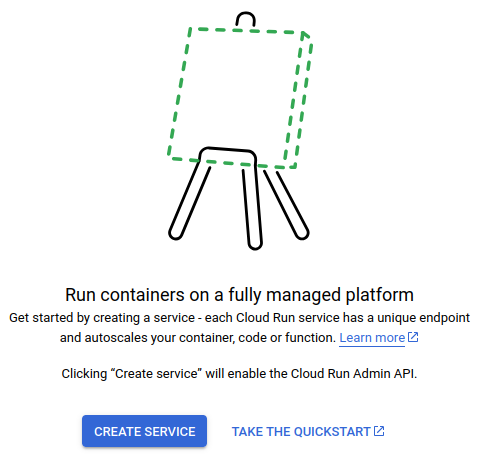 Run containers on a fully managed platform
Get started by creating a service - each Cloud Run service has a unique endpoint
and autoscales your container, code or function. Learn more
Clicking “Create service” will enable the Cloud Run Admin API.
CREATE SERVICE
TAKE THE QUICKSTART